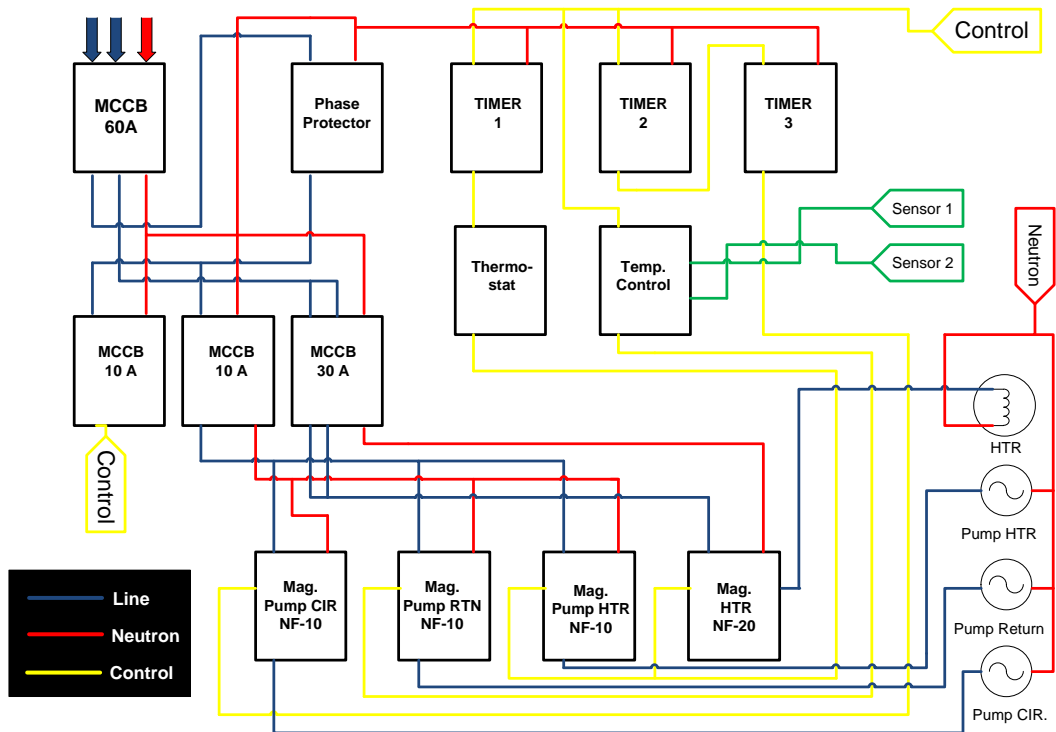 Control
MCCB
60A
Phase
Protector
TIMER
1
TIMER
2
TIMER
3
Sensor 1
Sensor 2
Neutron
Thermo-
stat
Temp.
Control
MCCB
10 A
MCCB
10 A
MCCB
30 A
HTR
Control
Pump HTR
Mag.
Pump CIR
NF-10
Mag.
Pump RTN
NF-10
Mag.
Pump HTR
NF-10
Mag.
HTR
NF-20
Line
Neutron
Control
Pump Return
Pump CIR.